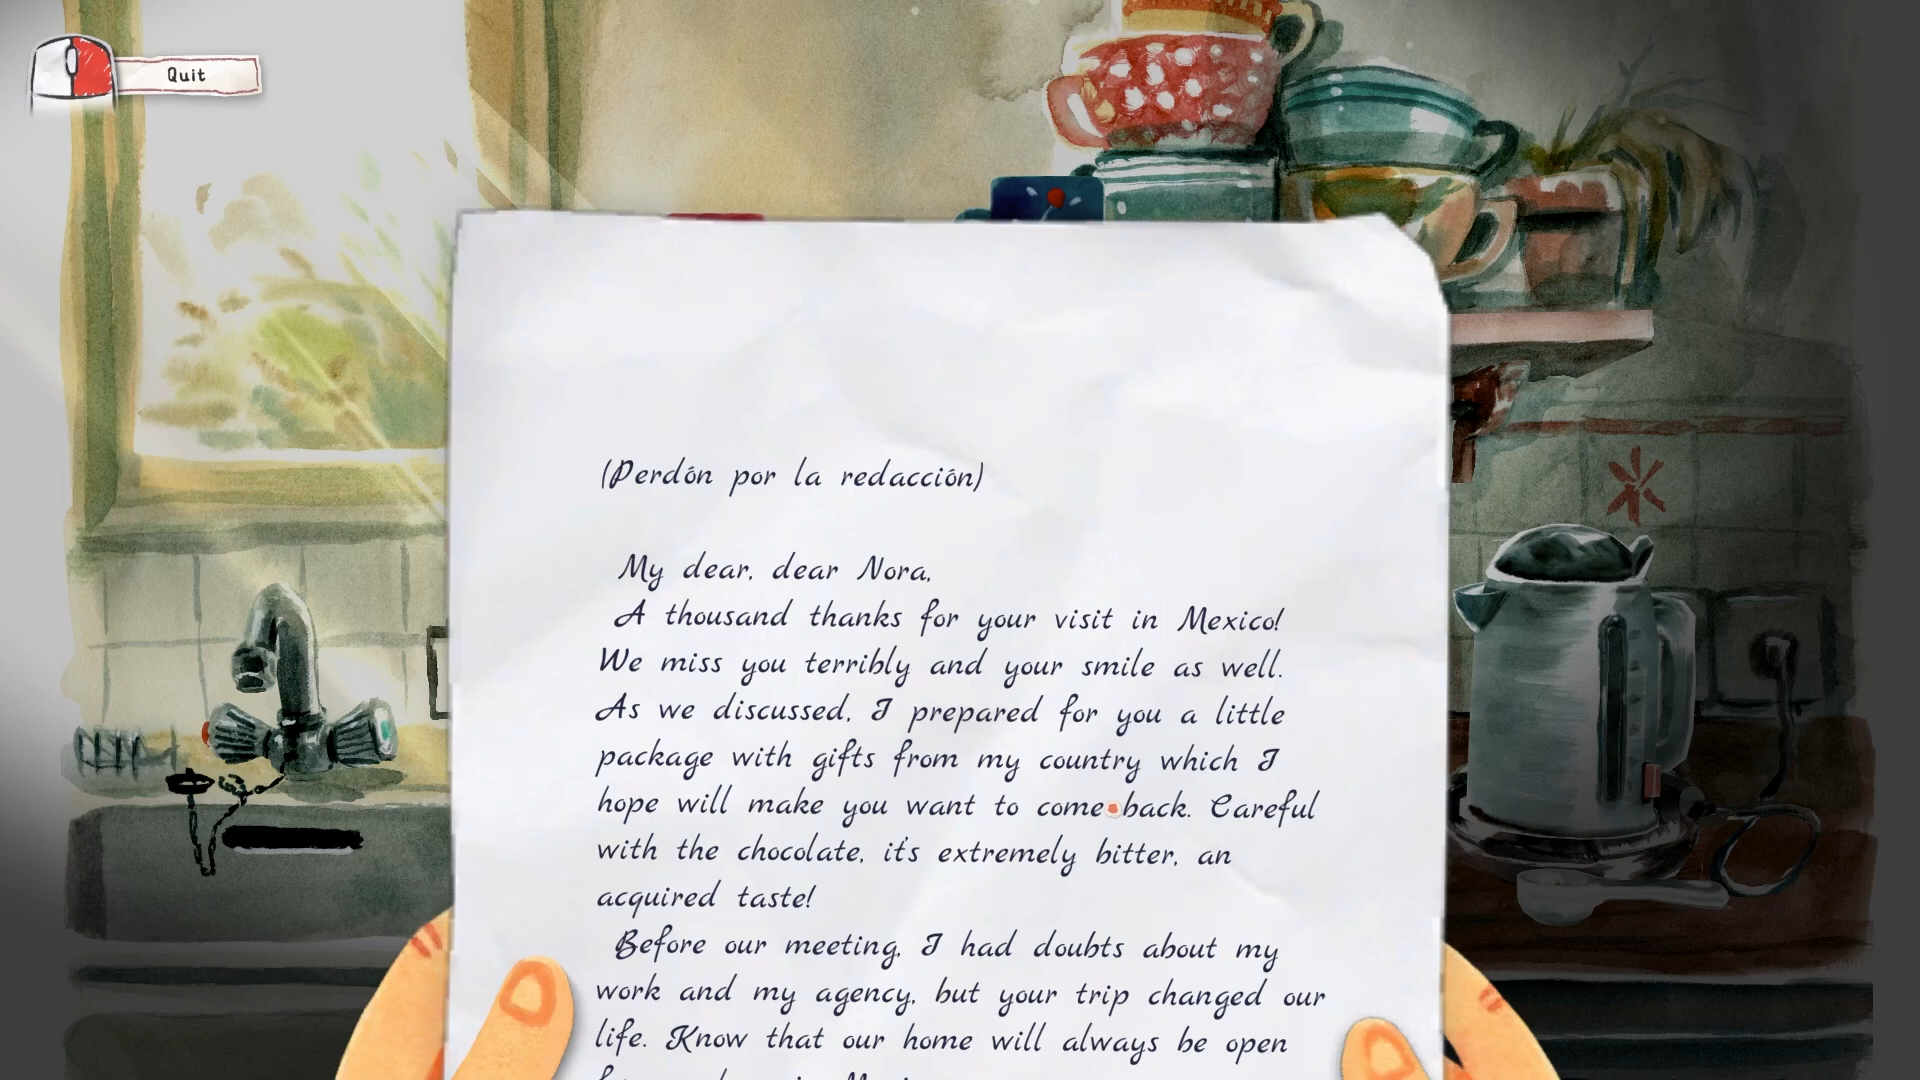 Quit
(Perdón por la redacción)
My dear, dear Nora,
A thousand thanks for your visit in Mexico!
We miss you terribly and your smile as well.
As we discussed, I prepared for you a little
package with gifts from my country which I
hope will make you want to come back. Careful
with the chocolate, it's extremely bitter, an
acquired taste!
Before our meeting, I had doubts about my
work and my agency, but your trip changed our
life. Know that our home will always be open